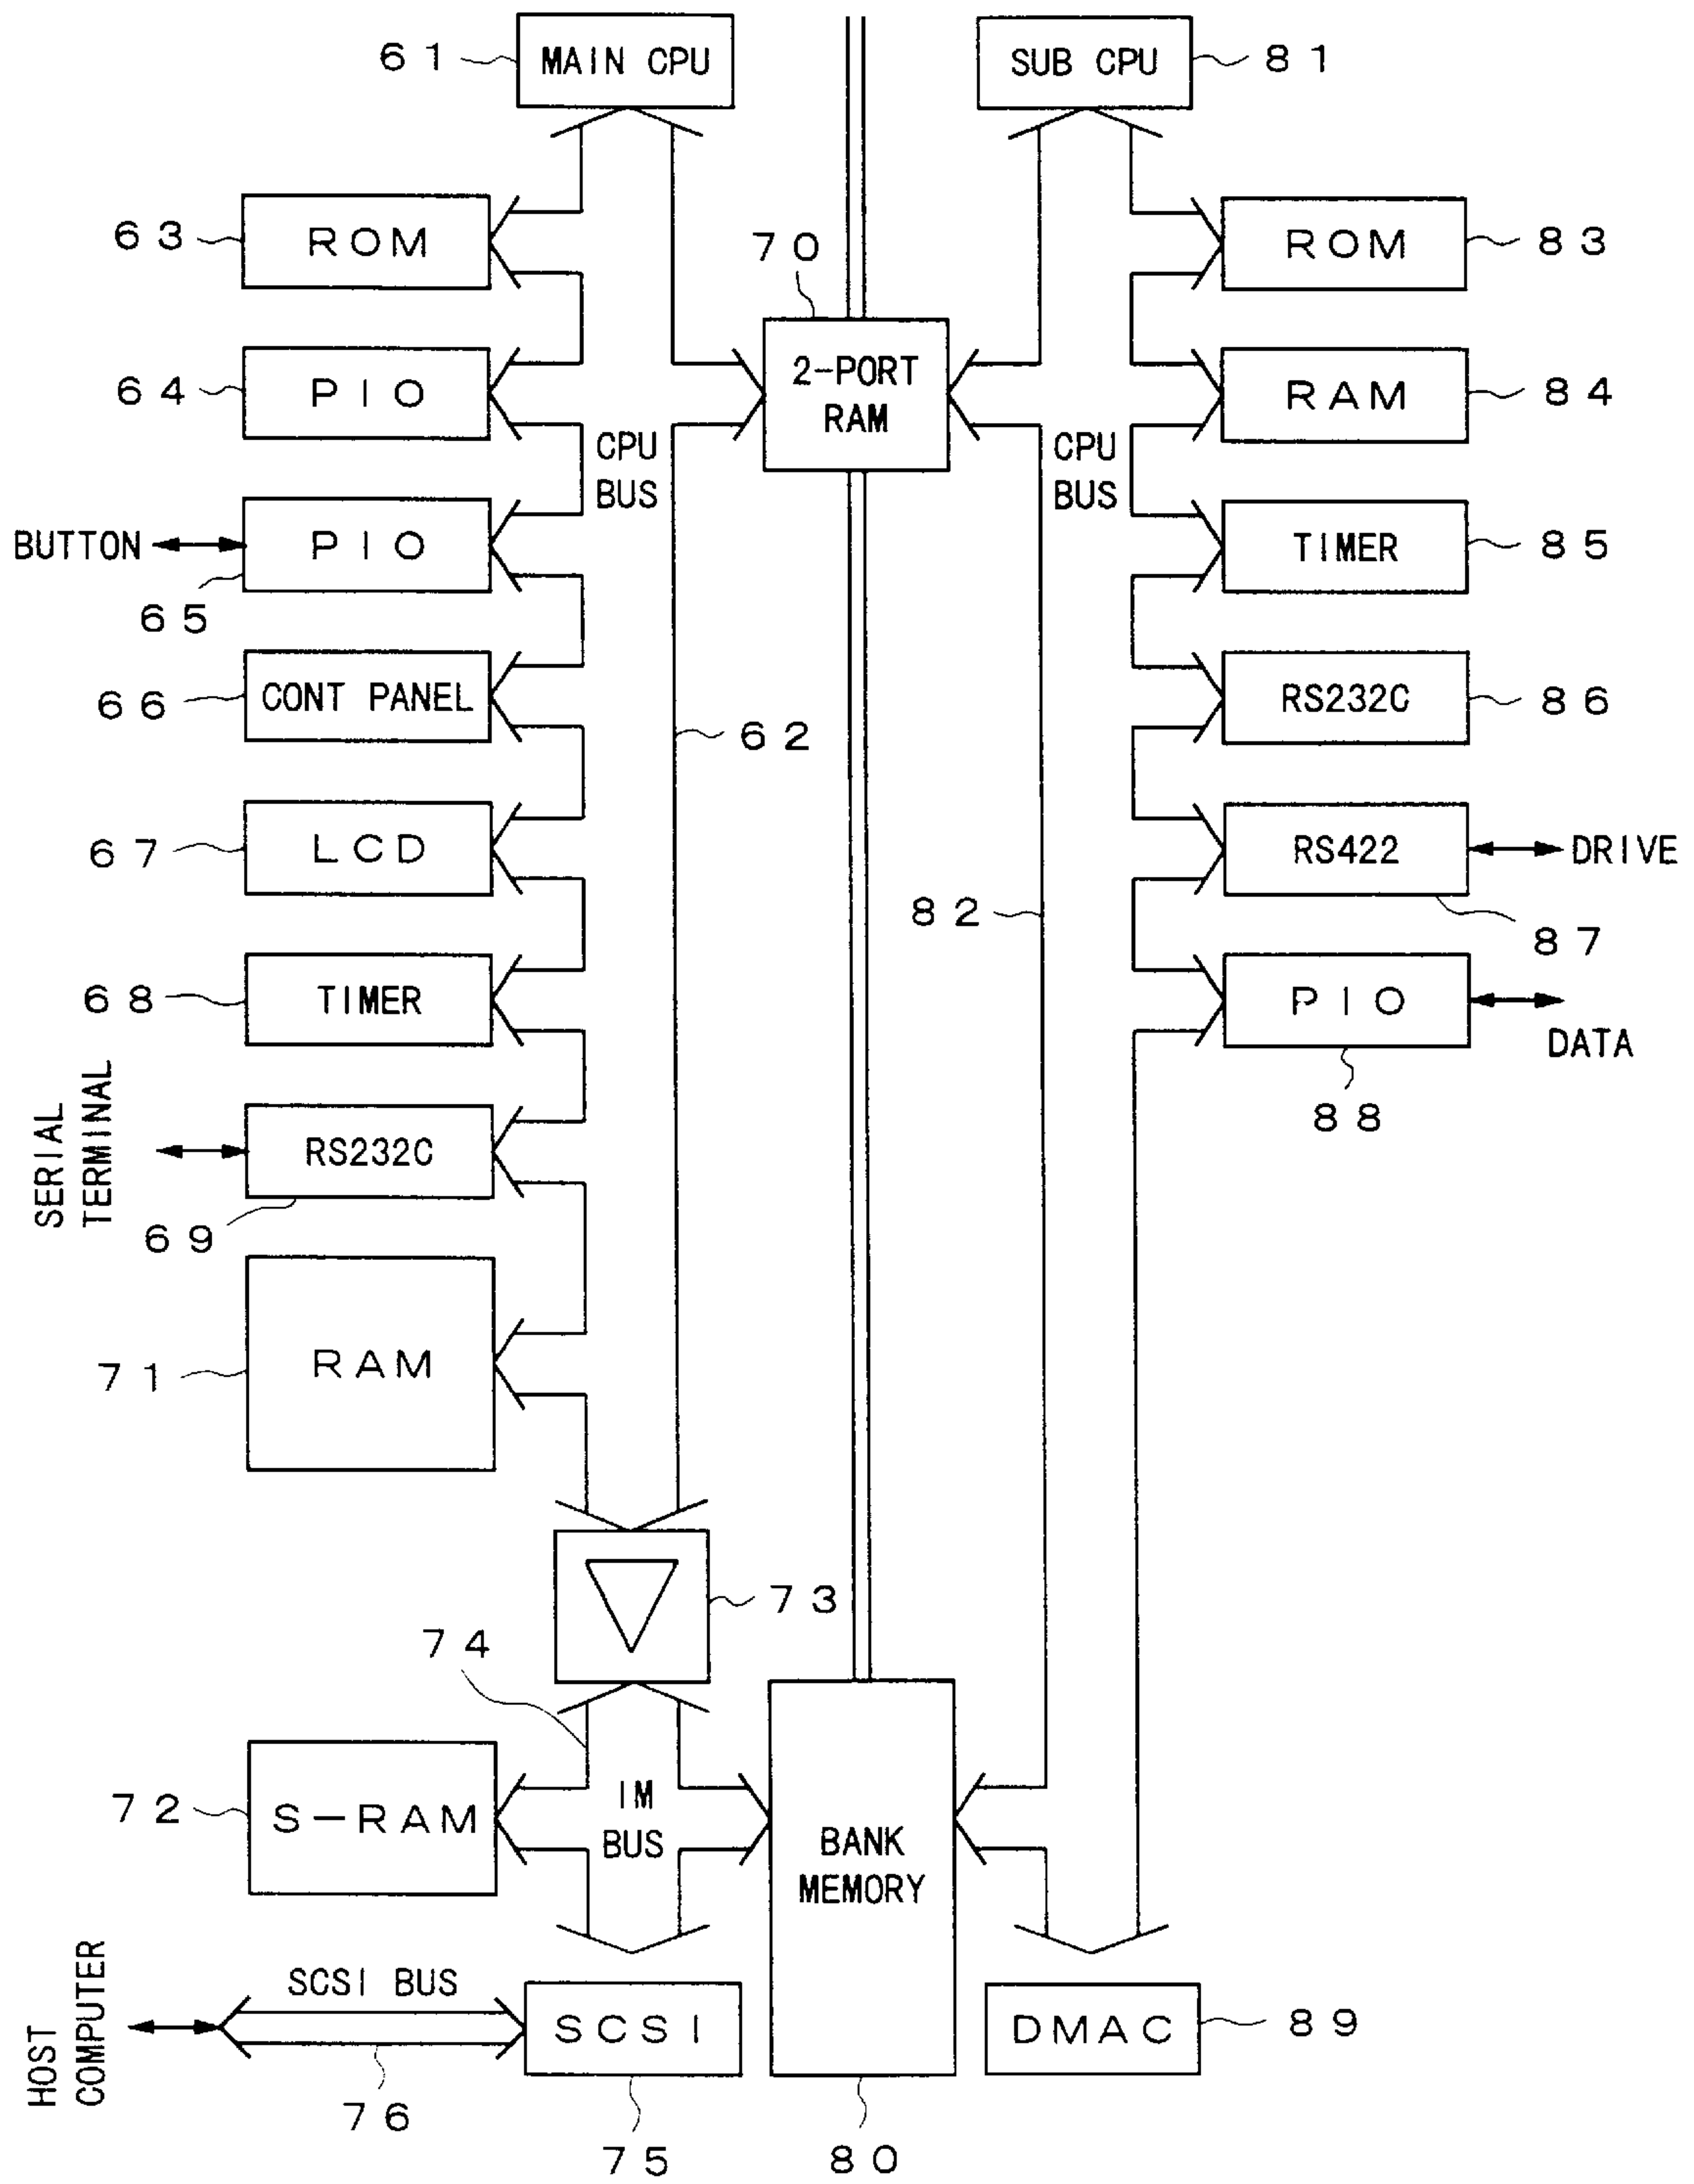 61 MAIN CPU
SUB CPU 81
63 ROM
70
ROM 83
64 PIO
2-PORT
RAM
RAM 84
CPU
BUS
CPU
BUS
BUTTON PIO
TIMER 85
65
66 CONT PANEL
62
RS232C 86
67 LCD
RS422 DRIVE
82
87
68 TIMER
PIO
DATA
88
SERIAL
TERMINAL
RS232C
69
71 RAM
73
74
72 S-RAM
IM
BUS
BANK
MEMORY
HOST
COMPUTER
SCSI BUS
SCSI
DMAC 89
76
75
80